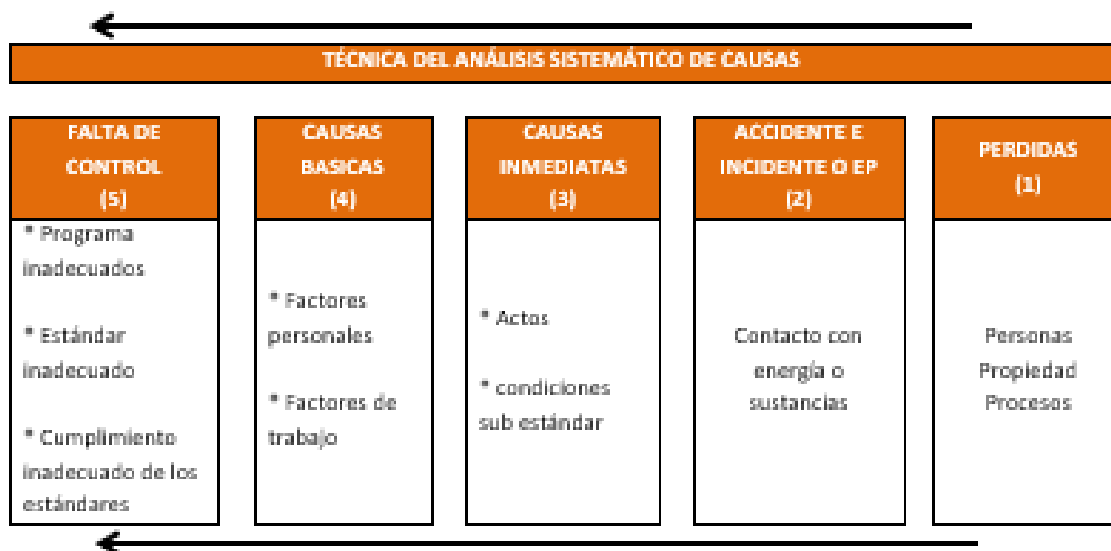 TÉCNICA DEL ANÁLISIS SISTEMÁTICO DE CAUSAS
FALTA DE
CONTROL
(5)
* Programa
inadecuados
* Estándar
inadecuado
* Cumplimiento
inadecuado de los
estándares
CAUSAS
BASICAS
(4)
* Factores
personales
* Factores de
trabajo
CAUSAS
INMEDIATAS
(3)
* Actos
* condiciones
sub estándar
ACCIDENTE E
INCIDENTE O EP
(2)
Contacto con
energía o
sustancias
PERDIDAS
(1)
Personas
Propiedad
Procesos